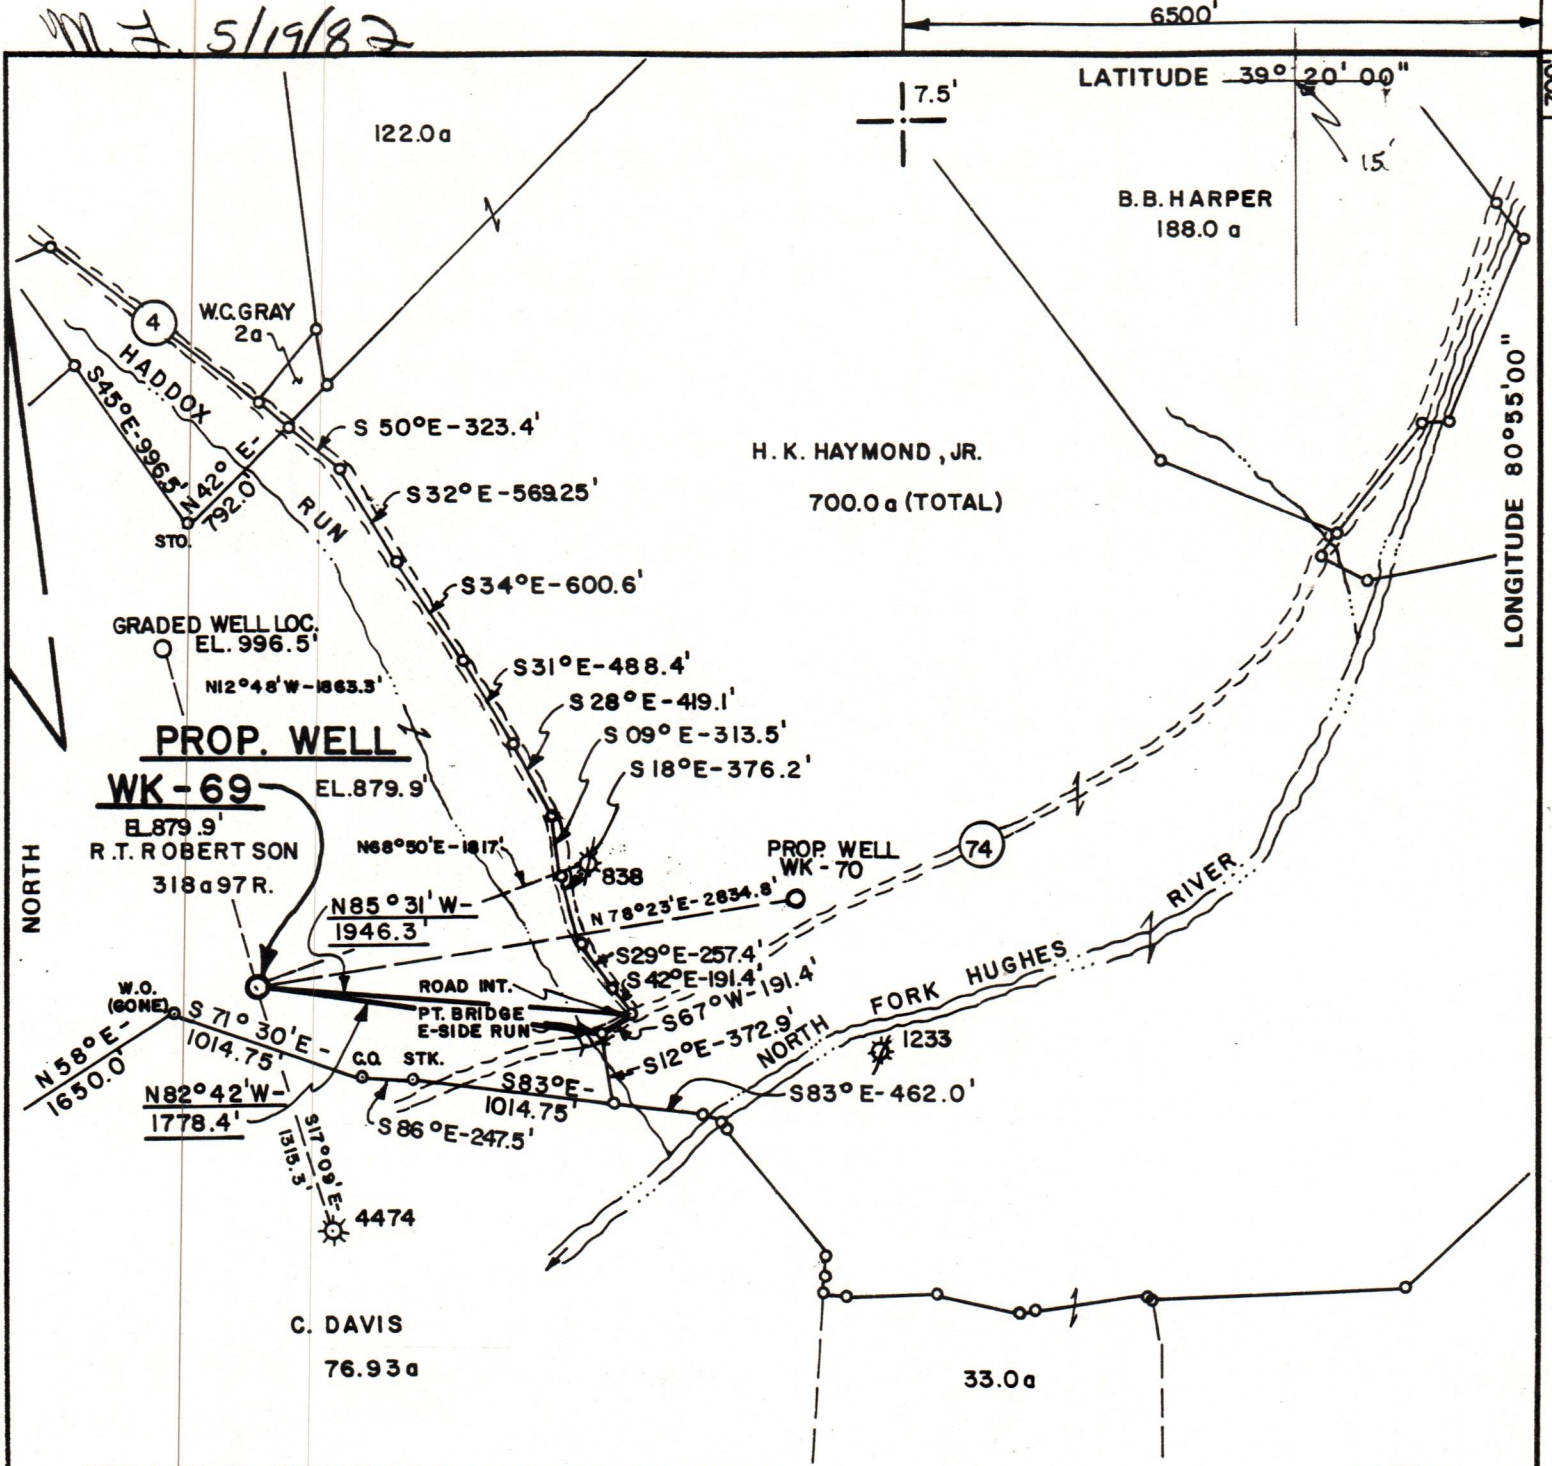 M.J. 5/19/82
6500'
LATITUDE 39° 20' 00"
7.5'
15'
122.0a
B.B. HARPER
188.0 a
W.C. GRAY
2a
4
HADDOX
RUN
S45°E-996.5'
N 42° E-
792.0'
STO.
S 50°E-323.4'
S32°E-569.25'
S34°E-600.6'
S31°E-488.4'
S 28°E-419.1'
S 09°E-313.5'
S18°E-376.2'
H. K. HAYMOND, JR.
700.0 a (TOTAL)
LONGITUDE 80°55'00"
GRADED WELL LOC.
EL. 996.5'
N12°48'W-1863.3'
PROP. WELL
WK-69
EL.879.9'
EL.879.9'
R.T. ROBERTSON
318a97R.
NORTH
N68°50'E-1817'
838
N85°31'W-
1946.3'
PROP. WELL
WK-70
74
N78°23'E-2834.8'
S29°E-257.4'
S42°E-191.4'
S67°W-191.4'
S12°E-372.9'
ROAD INT.
PT. BRIDGE
E-SIDE RUN
NORTH FORK HUGHES RIVER
1233
W.O.
(GONE)
S 71° 30'E-
1014.75'
N58°E-
1650.0'
C.O. STK.
S83°E-
1014.75'
S83°E-462.0'
N82°42'W-
1778.4'
S86°E-247.5'
S17°09'E-
1315.3'
4474
C. DAVIS
76.93a
33.0a